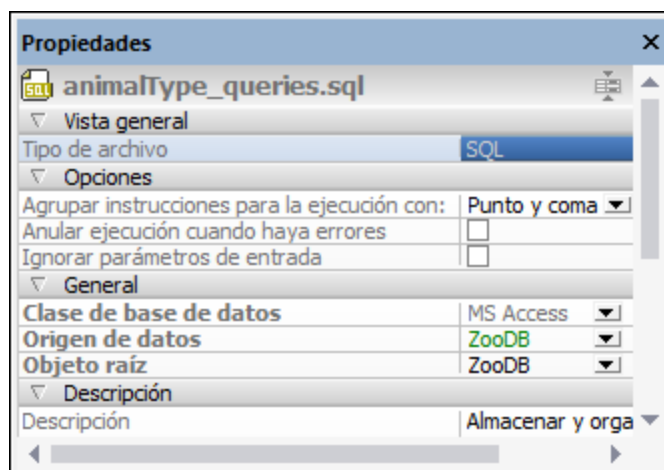 Propiedades
animalType_queries.sql
Vista general
Tipo de archivo SQL
Opciones
Agrupar instrucciones para la ejecución con: Punto y coma
Anular ejecución cuando haya errores
Ignorar parámetros de entrada
General
Clase de base de datos MS Access
Origen de datos ZooDB
Objeto raíz ZooDB
Descripción
Descripción Almacenar y orga